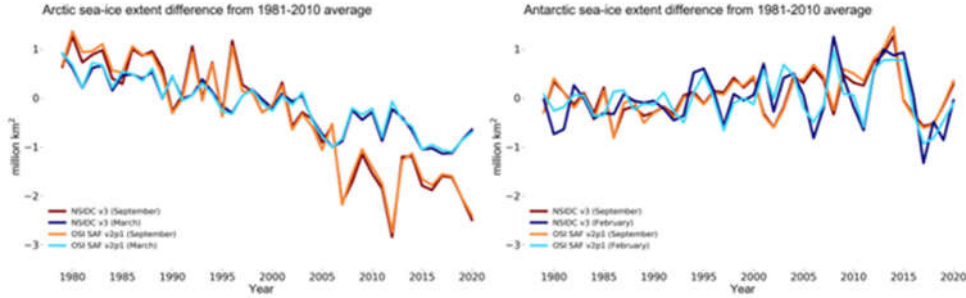 Arctic sea-ice extent difference from 1981-2010 average
million km²
1
0
−1
−2
−3
NSIDC v3 (September)
NSIDC v3 (March)
OSI SAF v2p1 (September)
OSI SAF v2p1 (March)
1980 1985 1990 1995 2000 2005 2010 2015 2020
Year
Antarctic sea-ice extent difference from 1981-2010 average
million km²
1
0
−1
−2
−3
NSIDC v3 (September)
NSIDC v3 (February)
OSI SAF v2p1 (September)
OSI SAF v2p1 (February)
1980 1985 1990 1995 2000 2005 2010 2015 2020
Year